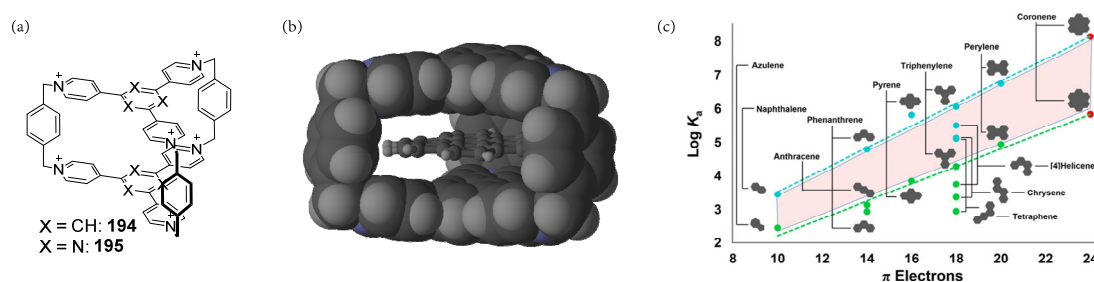 (a)
N+
N+
N+
X
X
X
N+
X
X
X
N+
N+
X = CH: 194
X = N: 195
(b)
(c)
Log Ka
8
7
6
5
4
3
2
8 10 12 14 16 18 20 22 24
π Electrons
Azulene
Naphthalene
Phenanthrene
Anthracene
Pyrene
Triphenylene
Perylene
Coronene
[4]Helicene
Chrysene
Tetraphene